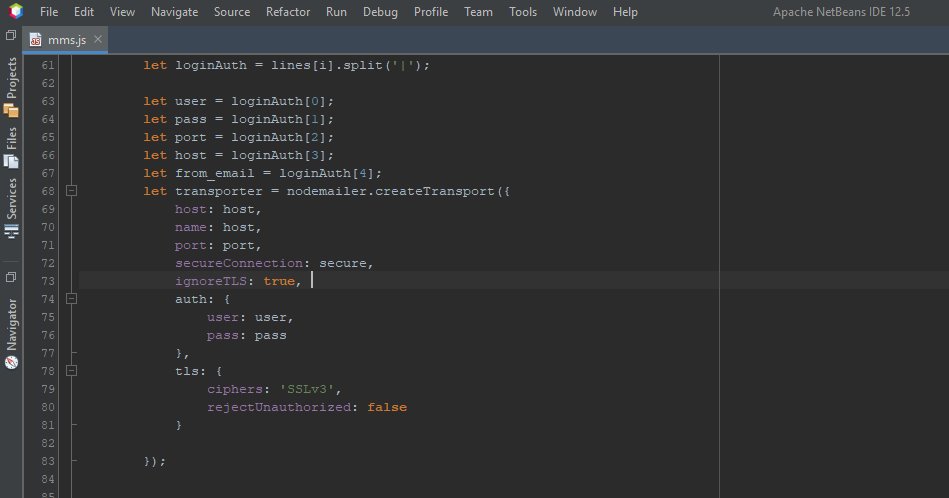 File Edit View Navigate Source Refactor Run Debug Profile Team Tools Window Help Apache NetBeans IDE 12.5
mms.js
Projects
Files
Services
Navigator
61 let loginAuth = lines[i].split('|');
62
63 let user = loginAuth[0];
64 let pass = loginAuth[1];
65 let port = loginAuth[2];
66 let host = loginAuth[3];
67 let from_email = loginAuth[4];
68 let transporter = nodemailer.createTransport({
69 host: host,
70 name: host,
71 port: port,
72 secureConnection: secure,
73 ignoreTLS: true,
74 auth: {
75 user: user,
76 pass: pass
77 },
78 tls: {
79 ciphers: 'SSLv3',
80 rejectUnauthorized: false
81 }
82
83 });
84
85